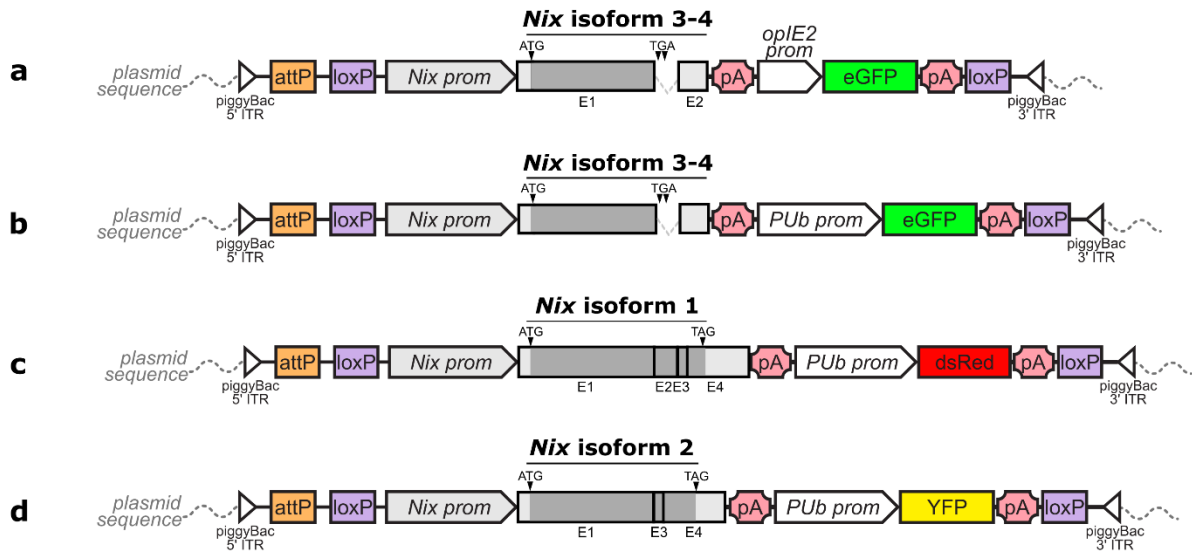 Nix isoform 3-4
opIE2
prom
ATG
TGA
a
plasmid
sequence
attP
loxP
Nix prom
pA
eGFP
pA
loxP
E1
E2
piggyBac
5' ITR
piggyBac
3' ITR
Nix isoform 3-4
ATG
TGA
b
plasmid
sequence
attP
loxP
Nix prom
pA
PUb prom
eGFP
pA
loxP
E1
E2
piggyBac
5' ITR
piggyBac
3' ITR
Nix isoform 1
ATG
TAG
c
plasmid
sequence
attP
loxP
Nix prom
pA
PUb prom
dsRed
pA
loxP
E1
E2
E3
E4
piggyBac
5' ITR
piggyBac
3' ITR
Nix isoform 2
ATG
TAG
d
plasmid
sequence
attP
loxP
Nix prom
pA
PUb prom
YFP
pA
loxP
E1
E3
E4
piggyBac
5' ITR
piggyBac
3' ITR